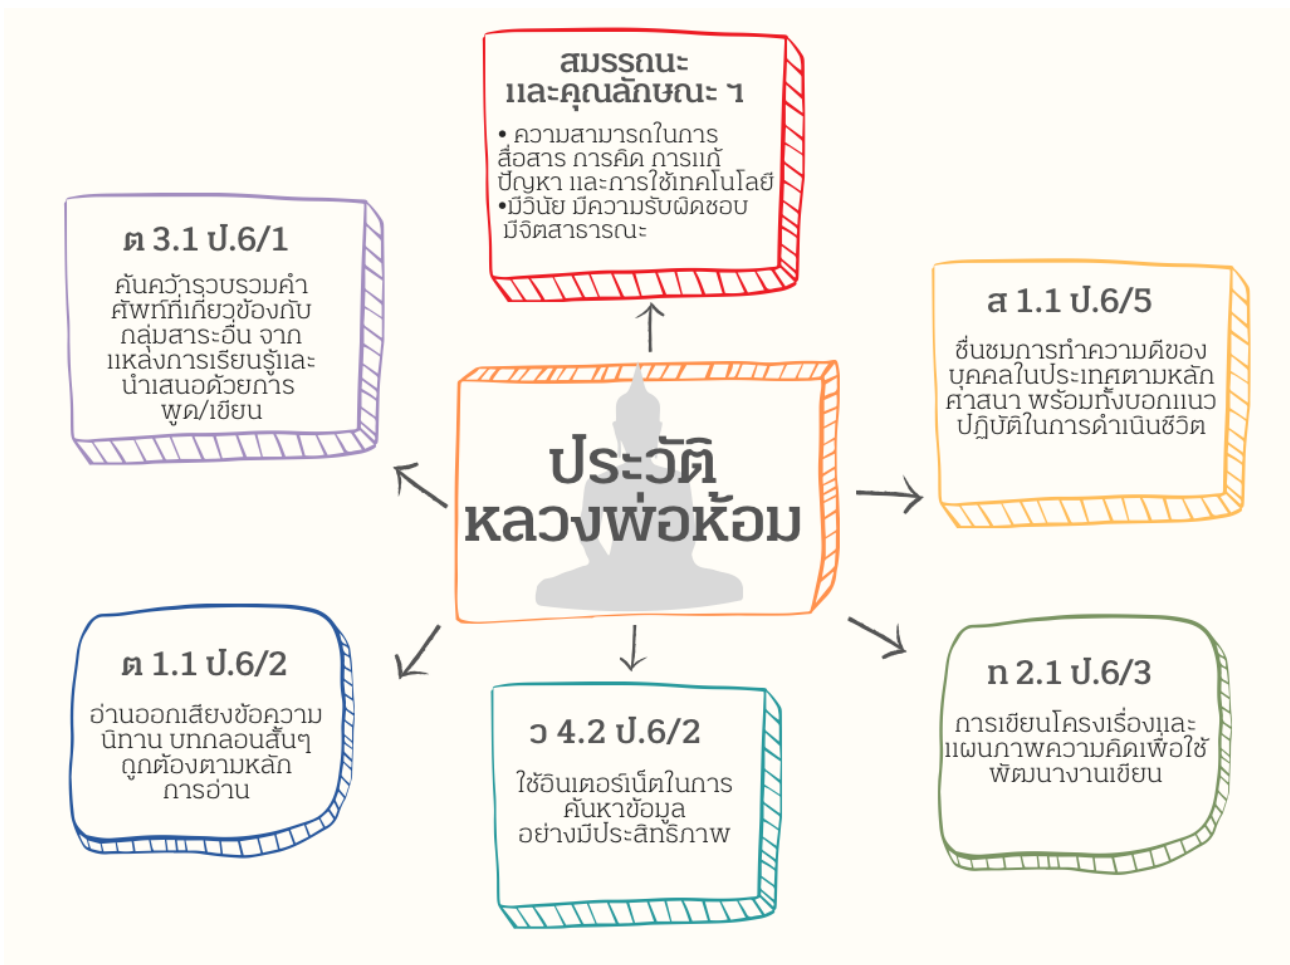 สมรรถนะ
และคุณลักษณะ ฯ
• ความสามารถในการ
สื่อสาร การคิด การแก้
ปัญหา และการใช้เทคโนโลยี
•มีวินัย มีความรับผิดชอบ
มีจิตสาธารณะ
ต 3.1 ป.6/1
ค้นคว้ารวบรวมคำ
ศัพท์ที่เกี่ยวข้องกับ
กลุ่มสาระอื่น จาก
แหล่งการเรียนรู้และ
นำเสนอด้วยการ
พูด/เขียน
ส 1.1 ป.6/5
ชื่นชมการทำความดีของ
บุคคลในประเทศตามหลัก
ศาสนา พร้อมทั้งบอกแนว
ปฏิบัติในการดำเนินชีวิต
ประวัติ
หลวงพ่อห้อม
ต 1.1 ป.6/2
อ่านออกเสียงข้อความ
นิทาน บทกลอนสั้นๆ
ถูกต้องตามหลัก
การอ่าน
ว 4.2 ป.6/2
ใช้อินเตอร์เน็ตในการ
ค้นหาข้อมูล
อย่างมีประสิทธิภาพ
ท 2.1 ป.6/3
การเขียนโครงเรื่องและ
แผนภาพความคิดเพื่อใช้
พัฒนางานเขียน